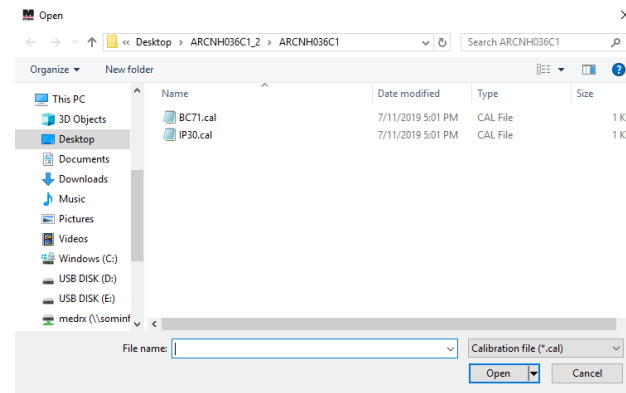 Open
« Desktop > ARCNH036C1_2 > ARCNH036C1
Search ARCNH036C1
Organize
New folder
Name Date modified Type Size
This PC
3D Objects
Desktop
Documents
Downloads
Music
Pictures
Videos
Windows (C:)
USB DISK (D:)
USB DISK (E:)
medrx (\\sominf
BC71.cal 7/11/2019 5:01 PM CAL File 1 K
IP30.cal 7/11/2019 5:01 PM CAL File 1 K
File name:
Calibration file (*.cal)
Open
Cancel